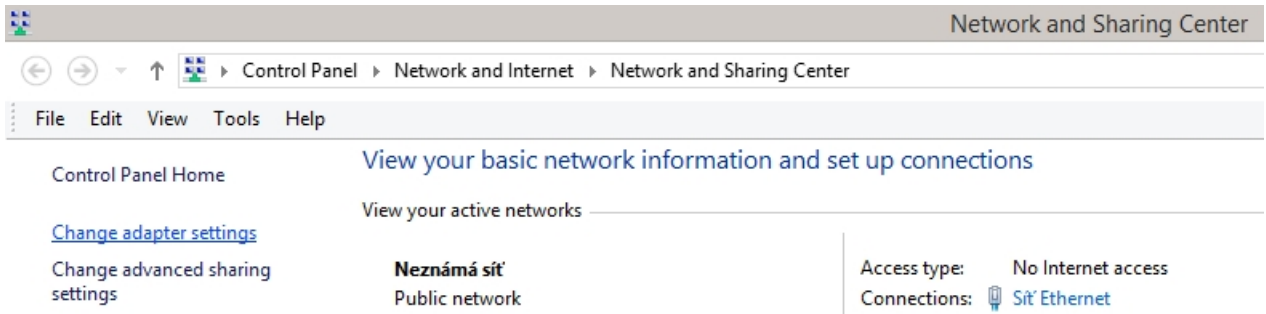 Network and Sharing Center
Control Panel Network and Internet Network and Sharing Center
File Edit View Tools Help
Control Panel Home
View your basic network information and set up connections
View your active networks
Change adapter settings
Change advanced sharing
settings
Neznámá síť
Public network
Access type: No Internet access
Connections: Síť Ethernet